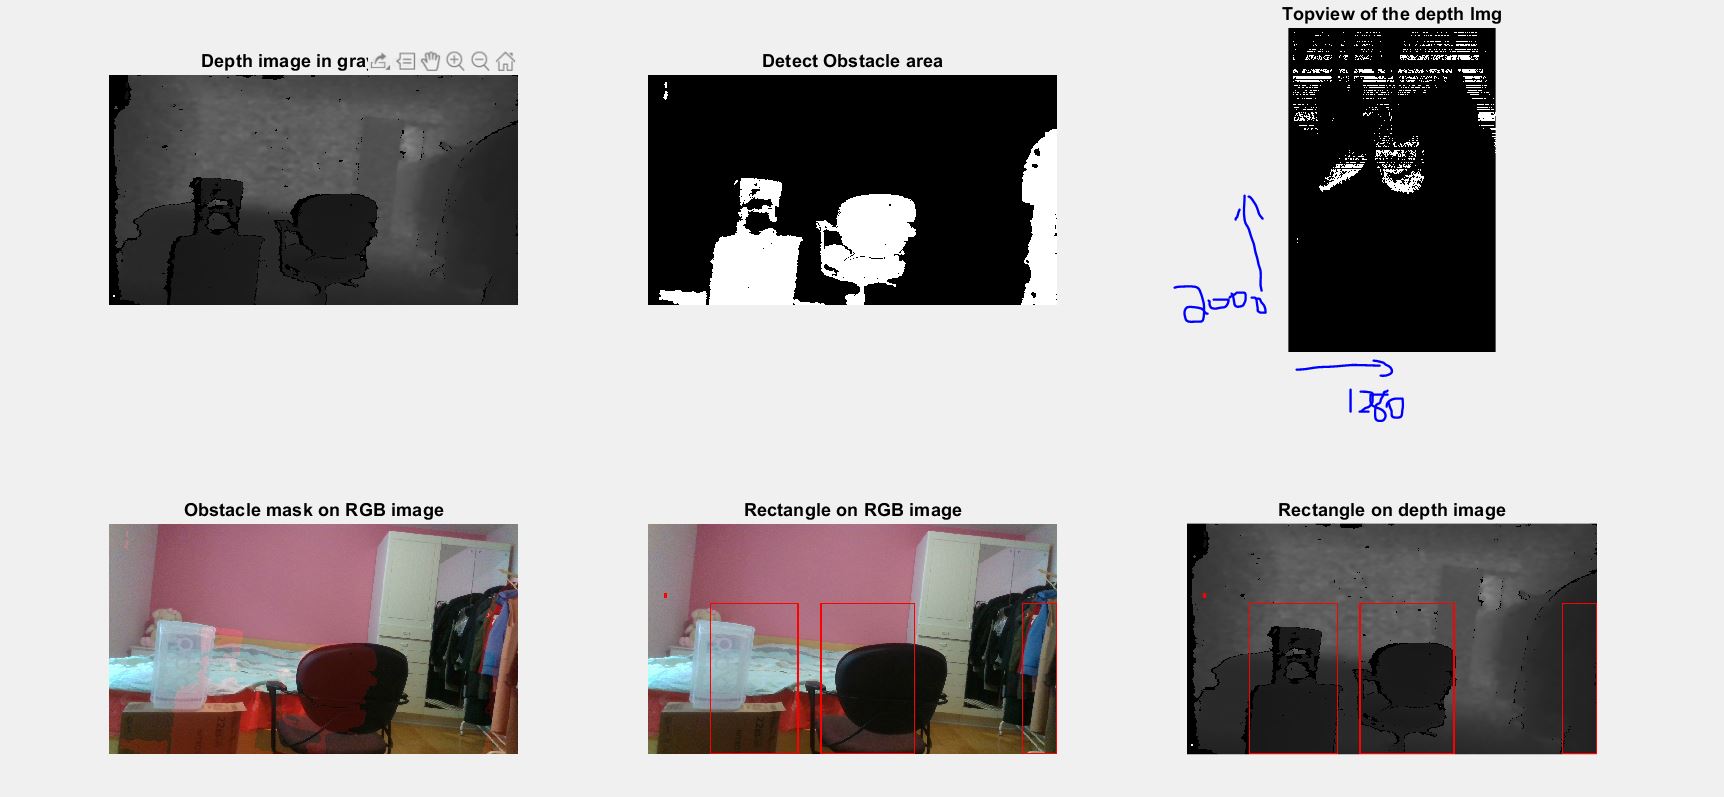 Topview of the depth Img
Depth image in gra
Detect Obstacle area
2000
1280
Obstacle mask on RGB image
Rectangle on RGB image
Rectangle on depth image